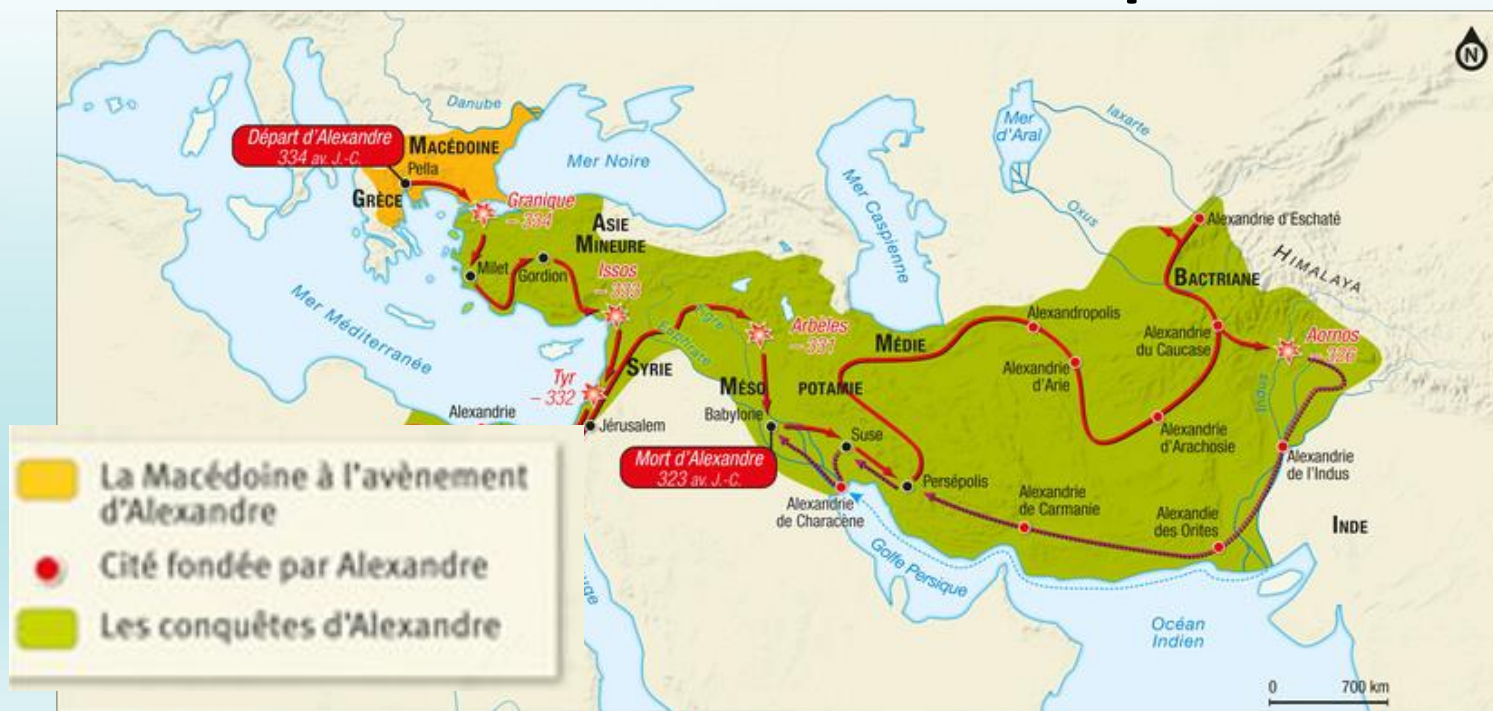 N
Danube
Départ d'Alexandre
334 av. J.-C.
MACÉDOINE
Pella
GRÈCE
Mer Noire
Mer
d'Aral
Iaxarte
Mer Caspienne
Oxus
Granique
– 334
ASIE
MINEURE
Milet
Gordion
Issos
– 333
Alexandrie d'Eschaté
HIMALAYA
BACTRIANE
Mer Méditerranée
Tigre
Euphrate
Arbèles
– 331
MÉDIE
Alexandropolis
Alexandrie
du Caucase
Aornos
– 326
Alexandrie
d'Arie
Tyr
– 332
SYRIE
MÉSO POTAMIE
Indus
Alexandrie
Jérusalem
Babylone
Suse
Alexandrie
d'Arachosie
Mort d'Alexandre
323 av. J.-C.
Persépolis
Alexandrie
de l'Indus
Alexandrie
de Characène
Alexandrie
de Carmanie
Alexandie
des Orites
INDE
Golfe Persique
Océan
Indien
0 700 km
La Macédoine à l'avènement
d'Alexandre
Cité fondée par Alexandre
Les conquêtes d'Alexandre